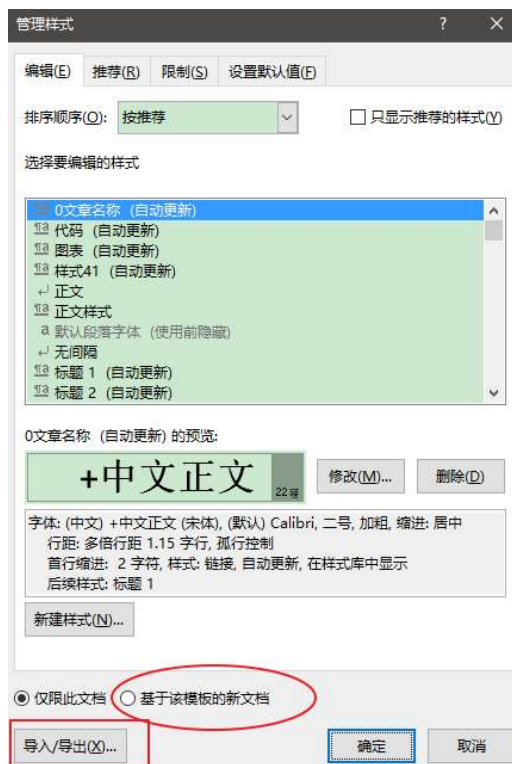 管理样式 ? ×
编辑(E) 推荐(R) 限制(S) 设置默认值(F)
排序顺序(O): 按推荐 只显示推荐的样式(Y)
选择要编辑的样式
0文章名称 (自动更新)
代码 (自动更新)
图表 (自动更新)
样式41 (自动更新)
正文
正文样式
a 默认段落字体 (使用前隐藏)
无间隔
标题 1 (自动更新)
标题 2 (自动更新)
0文章名称 (自动更新) 的预览:
+中文正文 22磅 修改(M)... 删除(D)
字体: (中文) +中文正文 (宋体), (默认) Calibri, 二号, 加粗, 缩进: 居中
行距: 多倍行距 1.15 字行, 孤行控制
首行缩进: 2 字符, 样式: 链接, 自动更新, 在样式库中显示
后续样式: 标题 1
新建样式(N)...
仅限此文档 基于该模板的新文档
导入/导出(X)... 确定 取消